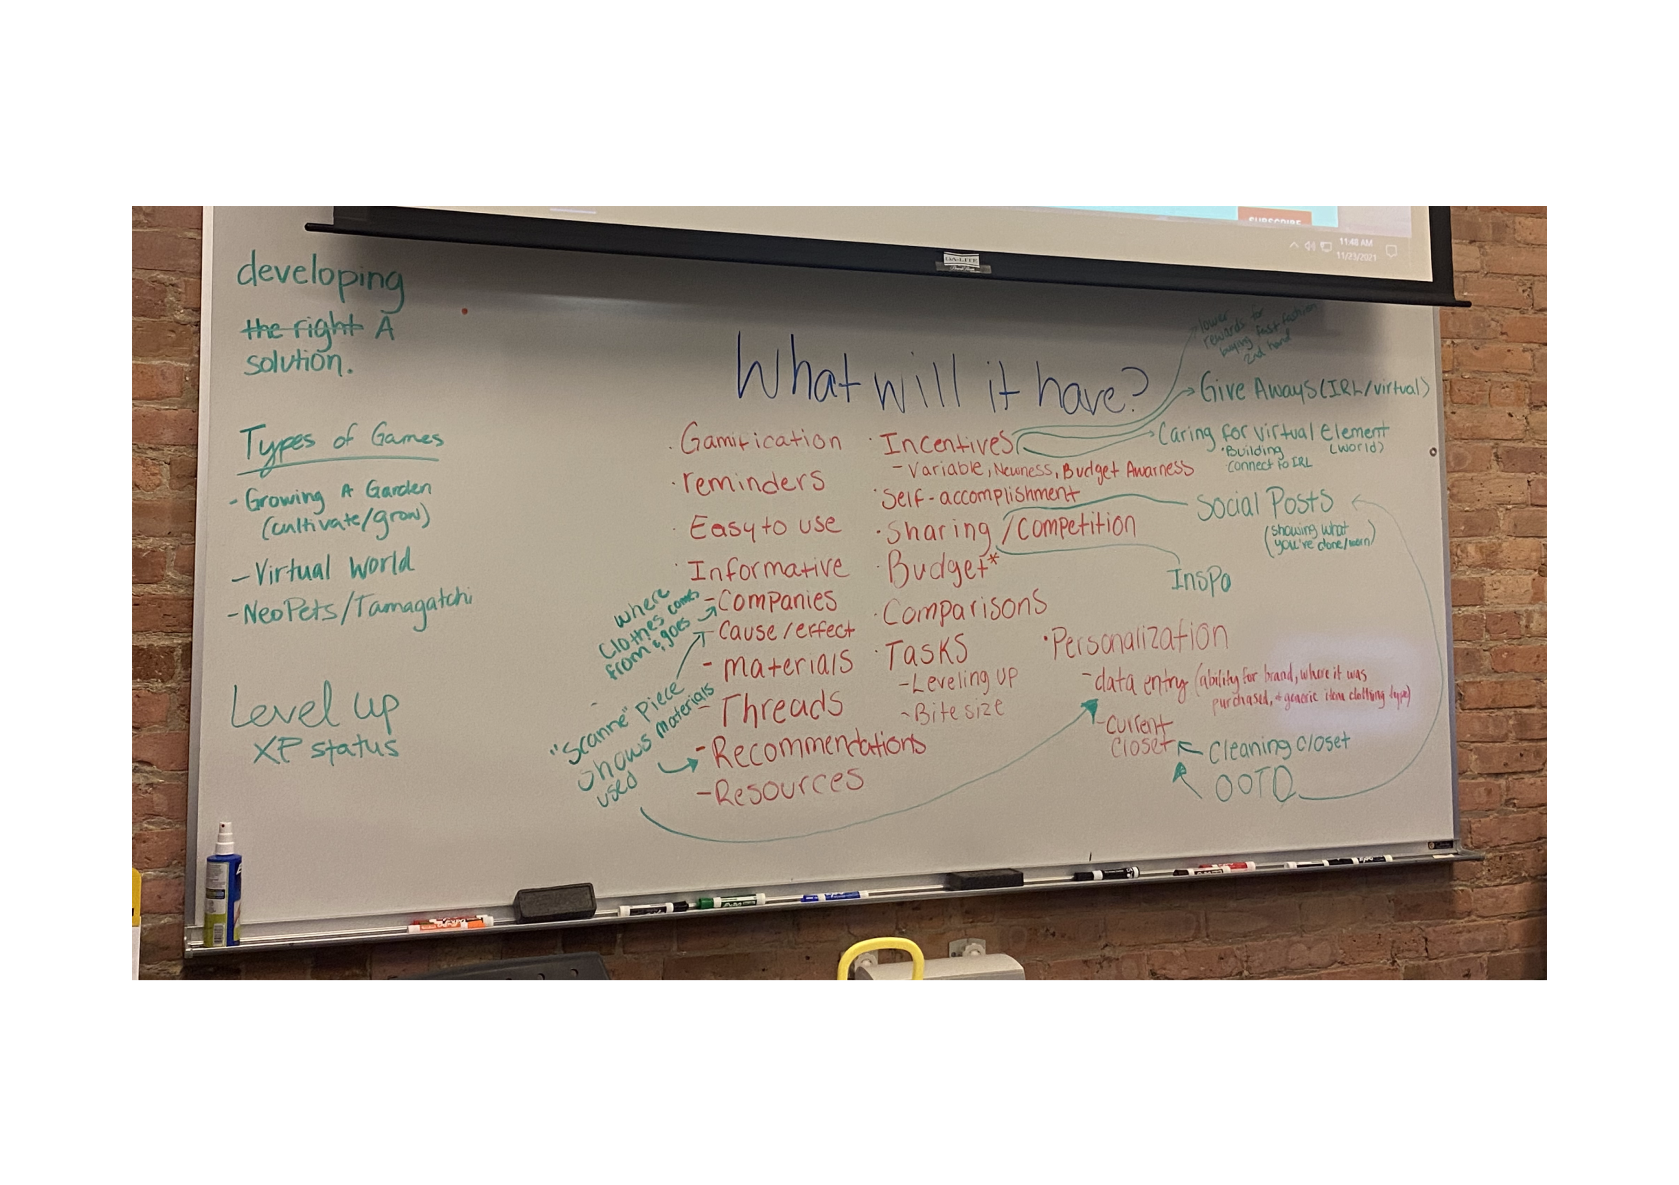 SUBSCRIBE
11:48 AM
11/23/2021
DA-LITE
developing
the right A
solution.
Types of Games
- Growing A Garden
(cultivate/grow)
- Virtual World
- NeoPets/Tamagatchi
Level up
XP status
What will it have?
· Gamification
· reminders
· Easy to use
· Informative
- Companies
- Cause/effect
- materials
- Threads
- Recommendations
- Resources
where
clothes comes
from & goes
"Scanne" Piece
shows materials
used
· Incentives
- Variable, Newness, Budget Awarness
· Self-accomplishment
· Sharing/Competition
· Budget*
· Comparisons
· Tasks
- Leveling up
- Bite size
- lower
rewards for
buying fast fashion
2nd hand
Give Aways (IRL/virtual)
Caring for virtual element
(world)
· Building
connect to IRL
Social Posts
(showing what
you're done/worn)
Inspo
· Personalization
- data entry (ability for brand, where it was
purchased, + generic item clothing type)
- current
closet
Cleaning closet
OOTD